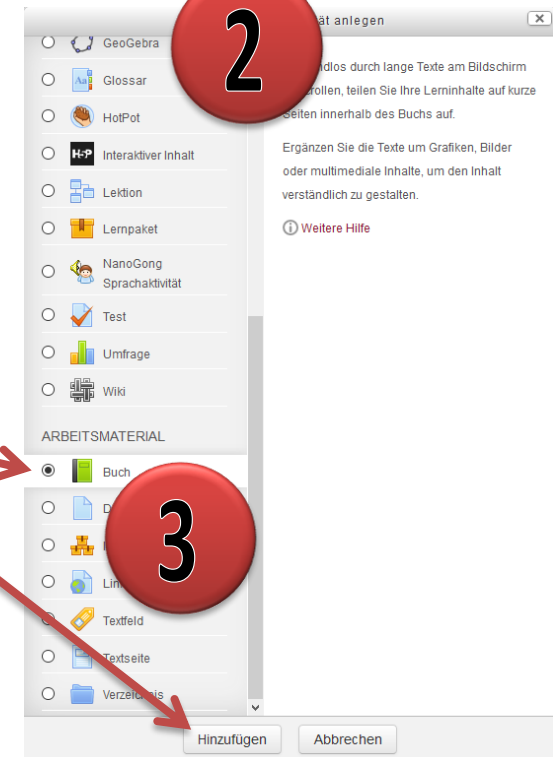 ät anlegen
2
GeoGebra
Glossar
HotPot
H-P Interaktiver Inhalt
Lektion
Lernpaket
NanoGong
Sprachaktivität
Test
Umfrage
Wiki
ARBEITSMATERIAL
Buch
3
Textfeld
Textseite
Verzeichnis
durch lange Texte am Bildschirm
teilen Sie Ihre Lerninhalte auf kurze
Seiten innerhalb des Buchs auf.
Ergänzen Sie die Texte um Grafiken, Bilder
oder multimediale Inhalte, um den Inhalt
verständlich zu gestalten.
Weitere Hilfe
Hinzufügen
Abbrechen